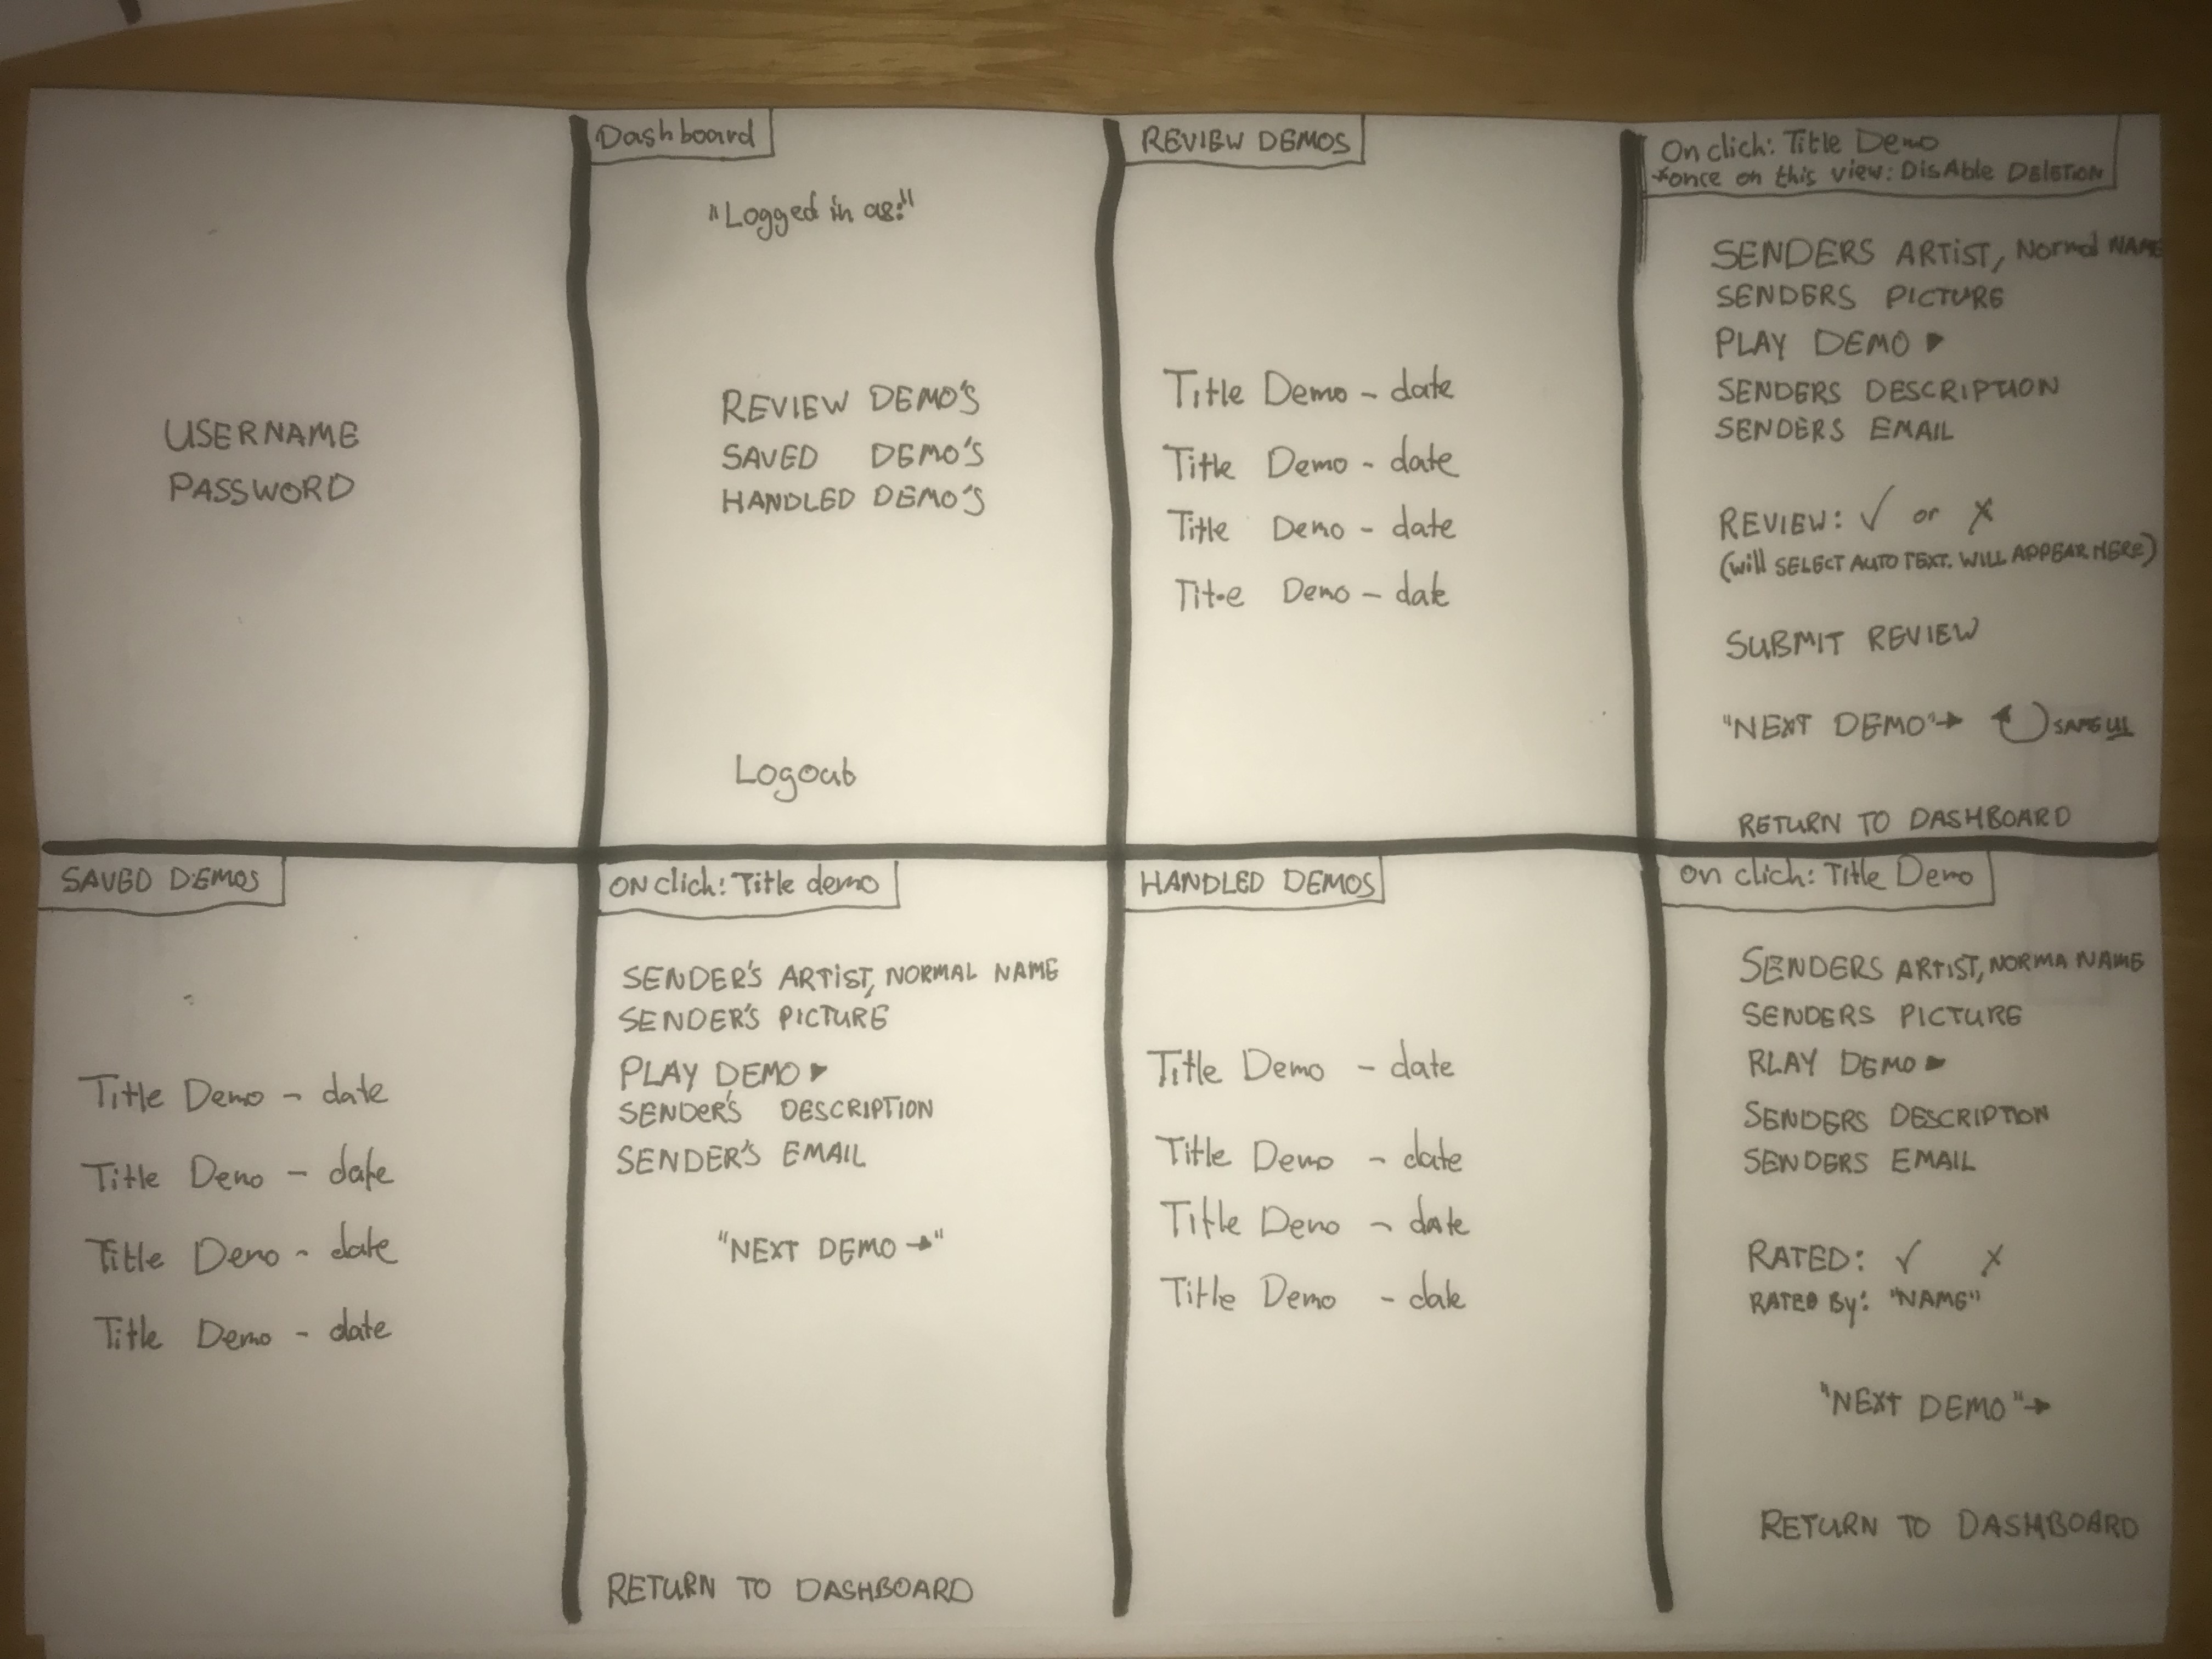 USERNAME
PASSWORD
Dashboard
"Logged in as:"
REVIEW DEMO'S
SAVED DEMO'S
HANDLED DEMO'S
Logout
REVIEW DEMOS
Title Demo - date
Title Demo - date
Title Demo - date
Title Demo - date
On click: Title Demo
*once on this view: DisAble DELETION
SENDERS ARTIST, Normal NAME
SENDERS PICTURE
PLAY DEMO ▶
SENDERS DESCRIPTION
SENDERS EMAIL
REVIEW: ✓ or ✗
(will SELECT AUTO TEXT. WILL APPEAR HERE)
SUBMIT REVIEW
"NEXT DEMO"→ SAME UI
RETURN TO DASHBOARD
SAVED DEMOS
Title Demo - date
Title Demo - date
Title Demo - date
Title Demo - date
ON click: Title demo
SENDER'S ARTIST, NORMAL NAME
SENDER'S PICTURE
PLAY DEMO ▶
SENDER'S DESCRIPTION
SENDER'S EMAIL
"NEXT DEMO →"
RETURN TO DASHBOARD
HANDLED DEMOS
Title Demo - date
Title Demo - date
Title Demo - date
Title Demo - date
on click: Title Demo
SENDERS ARTIST, NORMA NAME
SENDERS PICTURE
PLAY DEMO ▶
SENDERS DESCRIPTION
SENDERS EMAIL
RATED: ✓ ✗
RATED By: "NAME"
"NEXT DEMO"→
RETURN TO DASHBOARD